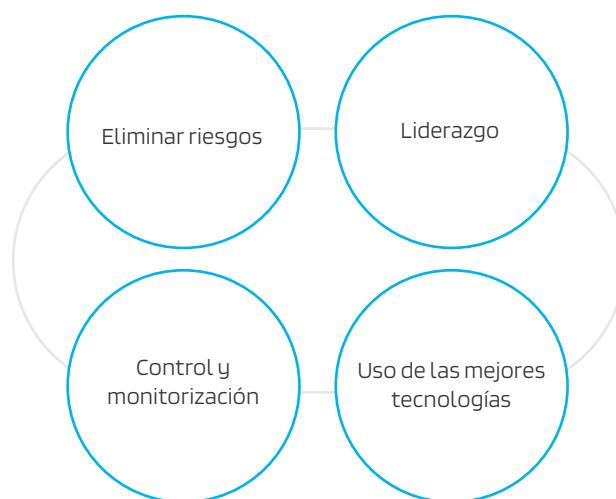 Eliminar riesgos
Liderazgo
Control y
monitorización
Uso de las mejores
tecnologías